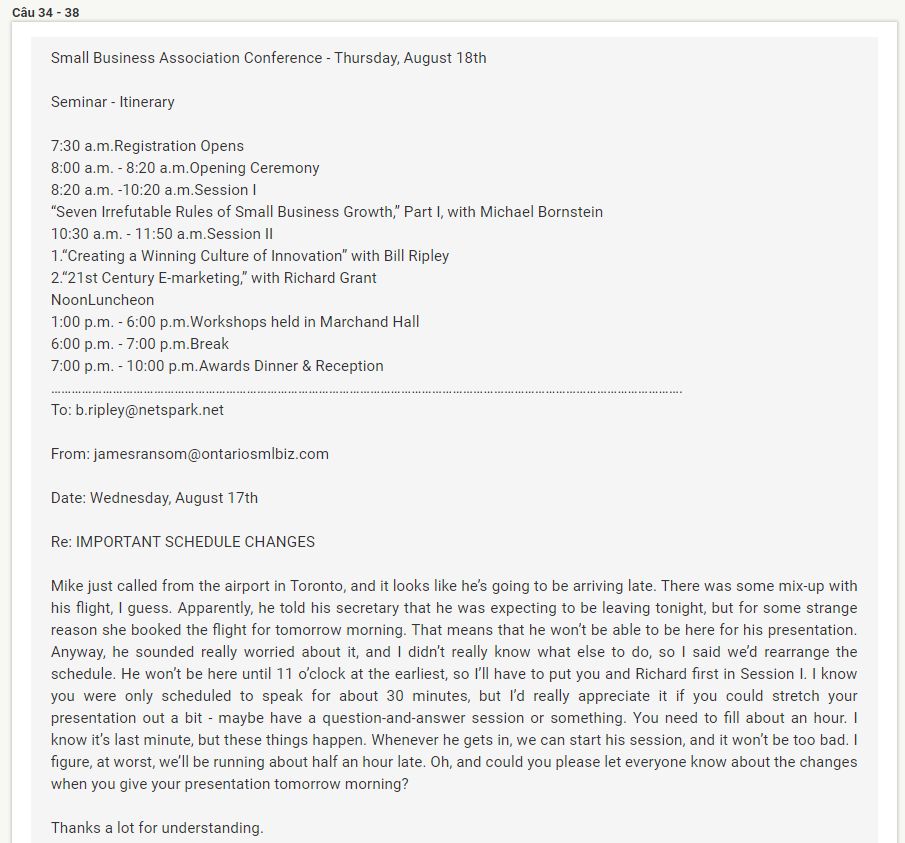 Câu 34 - 38
Small Business Association Conference - Thursday, August 18th
Seminar - Itinerary
7:30 a.m.Registration Opens
8:00 a.m. - 8:20 a.m.Opening Ceremony
8:20 a.m. -10:20 a.m.Session I
“Seven Irrefutable Rules of Small Business Growth,” Part I, with Michael Bornstein
10:30 a.m. - 11:50 a.m.Session II
1.“Creating a Winning Culture of Innovation” with Bill Ripley
2.“21st Century E-marketing,” with Richard Grant
NoonLuncheon
1:00 p.m. - 6:00 p.m.Workshops held in Marchand Hall
6:00 p.m. - 7:00 p.m.Break
7:00 p.m. - 10:00 p.m.Awards Dinner & Reception
………………………………………………………………………………………………………………………………………………………………….
To: b.ripley@netspark.net
From: jamesransom@ontariosmlbiz.com
Date: Wednesday, August 17th
Re: IMPORTANT SCHEDULE CHANGES
Mike just called from the airport in Toronto, and it looks like he’s going to be arriving late. There was some mix-up with
his flight, I guess. Apparently, he told his secretary that he was expecting to be leaving tonight, but for some strange
reason she booked the flight for tomorrow morning. That means that he won’t be able to be here for his presentation.
Anyway, he sounded really worried about it, and I didn’t really know what else to do, so I said we’d rearrange the
schedule. He won’t be here until 11 o’clock at the earliest, so I’ll have to put you and Richard first in Session I. I know
you were only scheduled to speak for about 30 minutes, but I’d really appreciate it if you could stretch your
presentation out a bit - maybe have a question-and-answer session or something. You need to fill about an hour. I
know it’s last minute, but these things happen. Whenever he gets in, we can start his session, and it won’t be too bad. I
figure, at worst, we’ll be running about half an hour late. Oh, and could you please let everyone know about the changes
when you give your presentation tomorrow morning?
Thanks a lot for understanding.